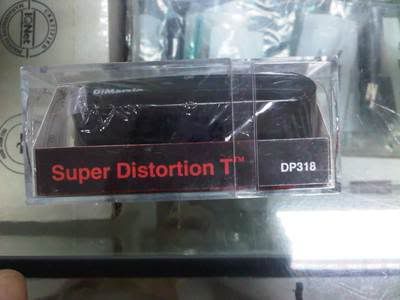 DiMarzio
Super Distortion T™
DP318